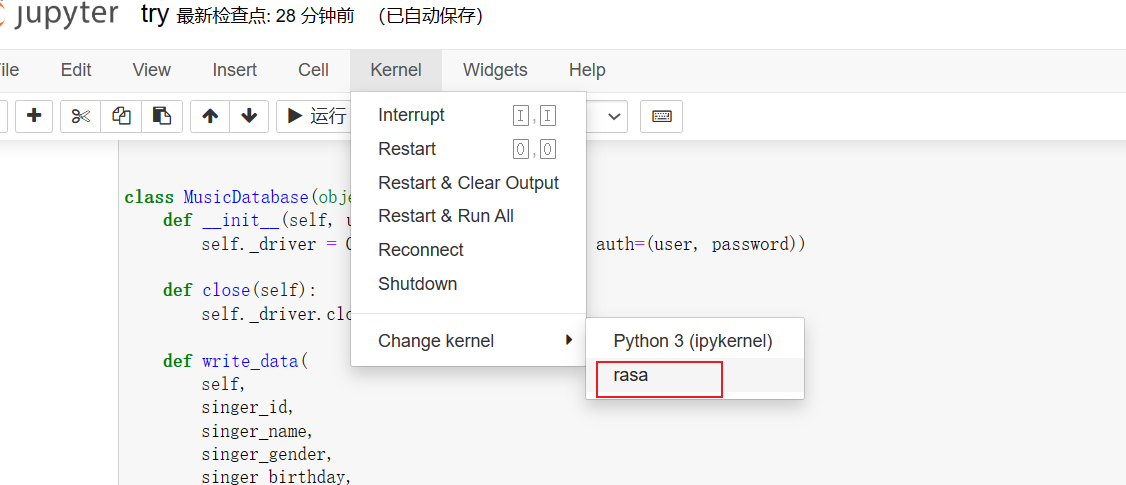 jupyter try 最新检查点: 28 分钟前 (已自动保存)
ile Edit View Insert Cell Kernel Widgets Help
运行
Interrupt I,I
Restart 0,0
Restart & Clear Output
Restart & Run All
Reconnect
Shutdown
Change kernel
Python 3 (ipykernel)
rasa
class MusicDatabase(obje
def __init__(self, u
self._driver = G auth=(user, password))
def close(self):
self._driver.clo
def write_data(
self,
singer_id,
singer_name,
singer_gender,
singer_birthday,